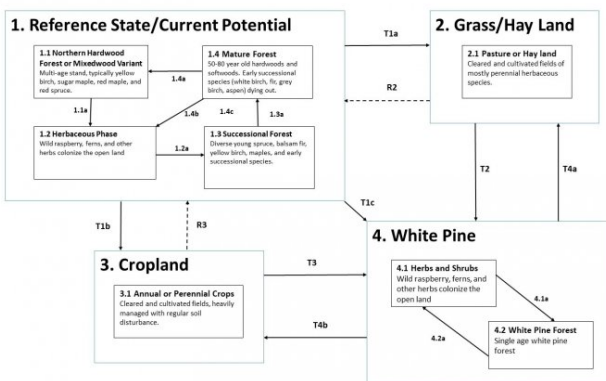 1. Reference State/Current Potential
1.1 Northern Hardwood
Forest or Mixedwood Variant
Multi-age stand, typically yellow
birch, sugar maple, red maple, and
red spruce.
1.4 Mature Forest
50-80 year old hardwoods and
softwoods. Early successional
species (white birch, fir, grey
birch, aspen) dying out.
1.4a
1.1a
1.4b
1.4c
1.3a
1.2 Herbaceous Phase
Wild raspberry, ferns, and other
herbs colonize the open land
1.2a
1.3 Successional Forest
Diverse young spruce, balsam fir,
yellow birch, maples, and early
successional species.
T1a
R2
2. Grass/Hay Land
2.1 Pasture or Hay land
Cleared and cultivated fields of
mostly perennial herbaceous
species.
T2
T4a
T1c
T1b
R3
3. Cropland
3.1 Annual or Perennial Crops
Cleared and cultivated fields, heavily
managed with regular soil
disturbance.
T3
T4b
4. White Pine
4.1 Herbs and Shrubs
Wild raspberry, ferns, and
other herbs colonize the
open land
4.1a
4.2a
4.2 White Pine Forest
Single age white pine
forest